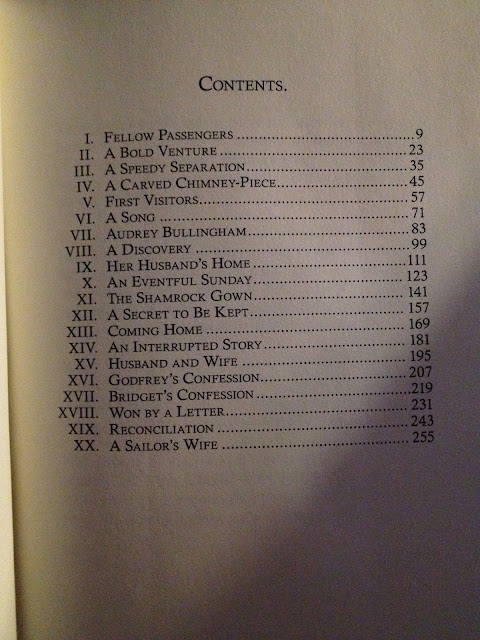 CONTENTS.
I. FELLOW PASSENGERS ........................................9
II. A BOLD VENTURE ........................................23
III. A SPEEDY SEPARATION........................................35
IV. A CARVED CHIMNEY-PIECE........................................45
V. FIRST VISITORS........................................57
VI. A SONG ........................................71
VII. AUDREY BULLINGHAM........................................83
VIII. A DISCOVERY ........................................99
IX. HER HUSBAND'S HOME ........................................111
X. AN EVENTFUL SUNDAY ........................................123
XI. THE SHAMROCK GOWN........................................141
XII. A SECRET TO BE KEPT........................................157
XIII. COMING HOME ........................................169
XIV. AN INTERRUPTED STORY ........................................181
XV. HUSBAND AND WIFE ........................................195
XVI. GODFREY'S CONFESSION........................................207
XVII. BRIDGET'S CONFESSION ........................................219
XVIII. WON BY A LETTER........................................231
XIX. RECONCILIATION ........................................243
XX. A SAILOR'S WIFE ........................................255